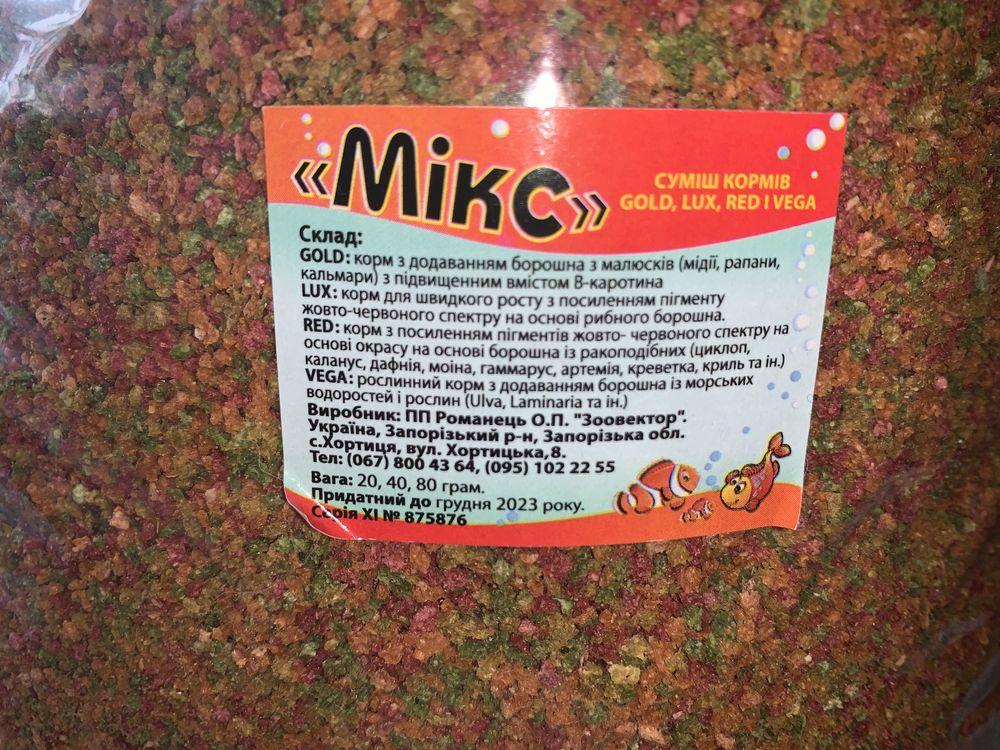 «Мікс»
СУМІШ КОРМІВ
GOLD, LUX, RED І VEGA
Склад:
GOLD: корм з додаванням борошна з малюсків (мідії, рапани,
кальмари) з підвищенним вмістом В-каротина
LUX: корм для швидкого росту з посиленням пігменту
жовто-червоного спектру на основі рибного борошна.
RED: корм з посиленням пігментів жовто- червоного спектру на
основі окрасу на основі борошна із ракоподібних (циклоп,
каланус, дафнія, моіна, гаммарус, артемія, креветка, криль та ін.)
VEGA: рослинний корм з додаванням борошна із морських
водоростей і рослин (Ulva, Laminaria та ін.)
Виробник: ПП Романець О.П. "Зоовектор".
Україна, Запорізький р-н, Запорізька обл.
с.Хортиця, вул. Хортицька,8.
Тел: (067) 800 43 64, (095) 102 22 55
Вага: 20, 40, 80 грам.
Придатний до грудня 2023 року.
Серія XI № 875876